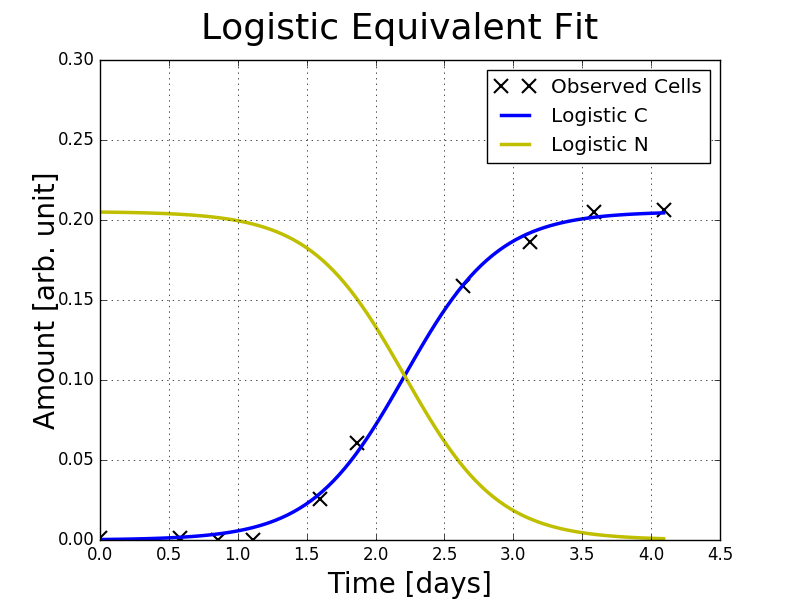 Logistic Equivalent Fit
Observed Cells
Logistic C
Logistic N
Amount [arb. unit]
0.30
0.25
0.20
0.15
0.10
0.05
0.00
0.0 0.5 1.0 1.5 2.0 2.5 3.0 3.5 4.0 4.5
Time [days]